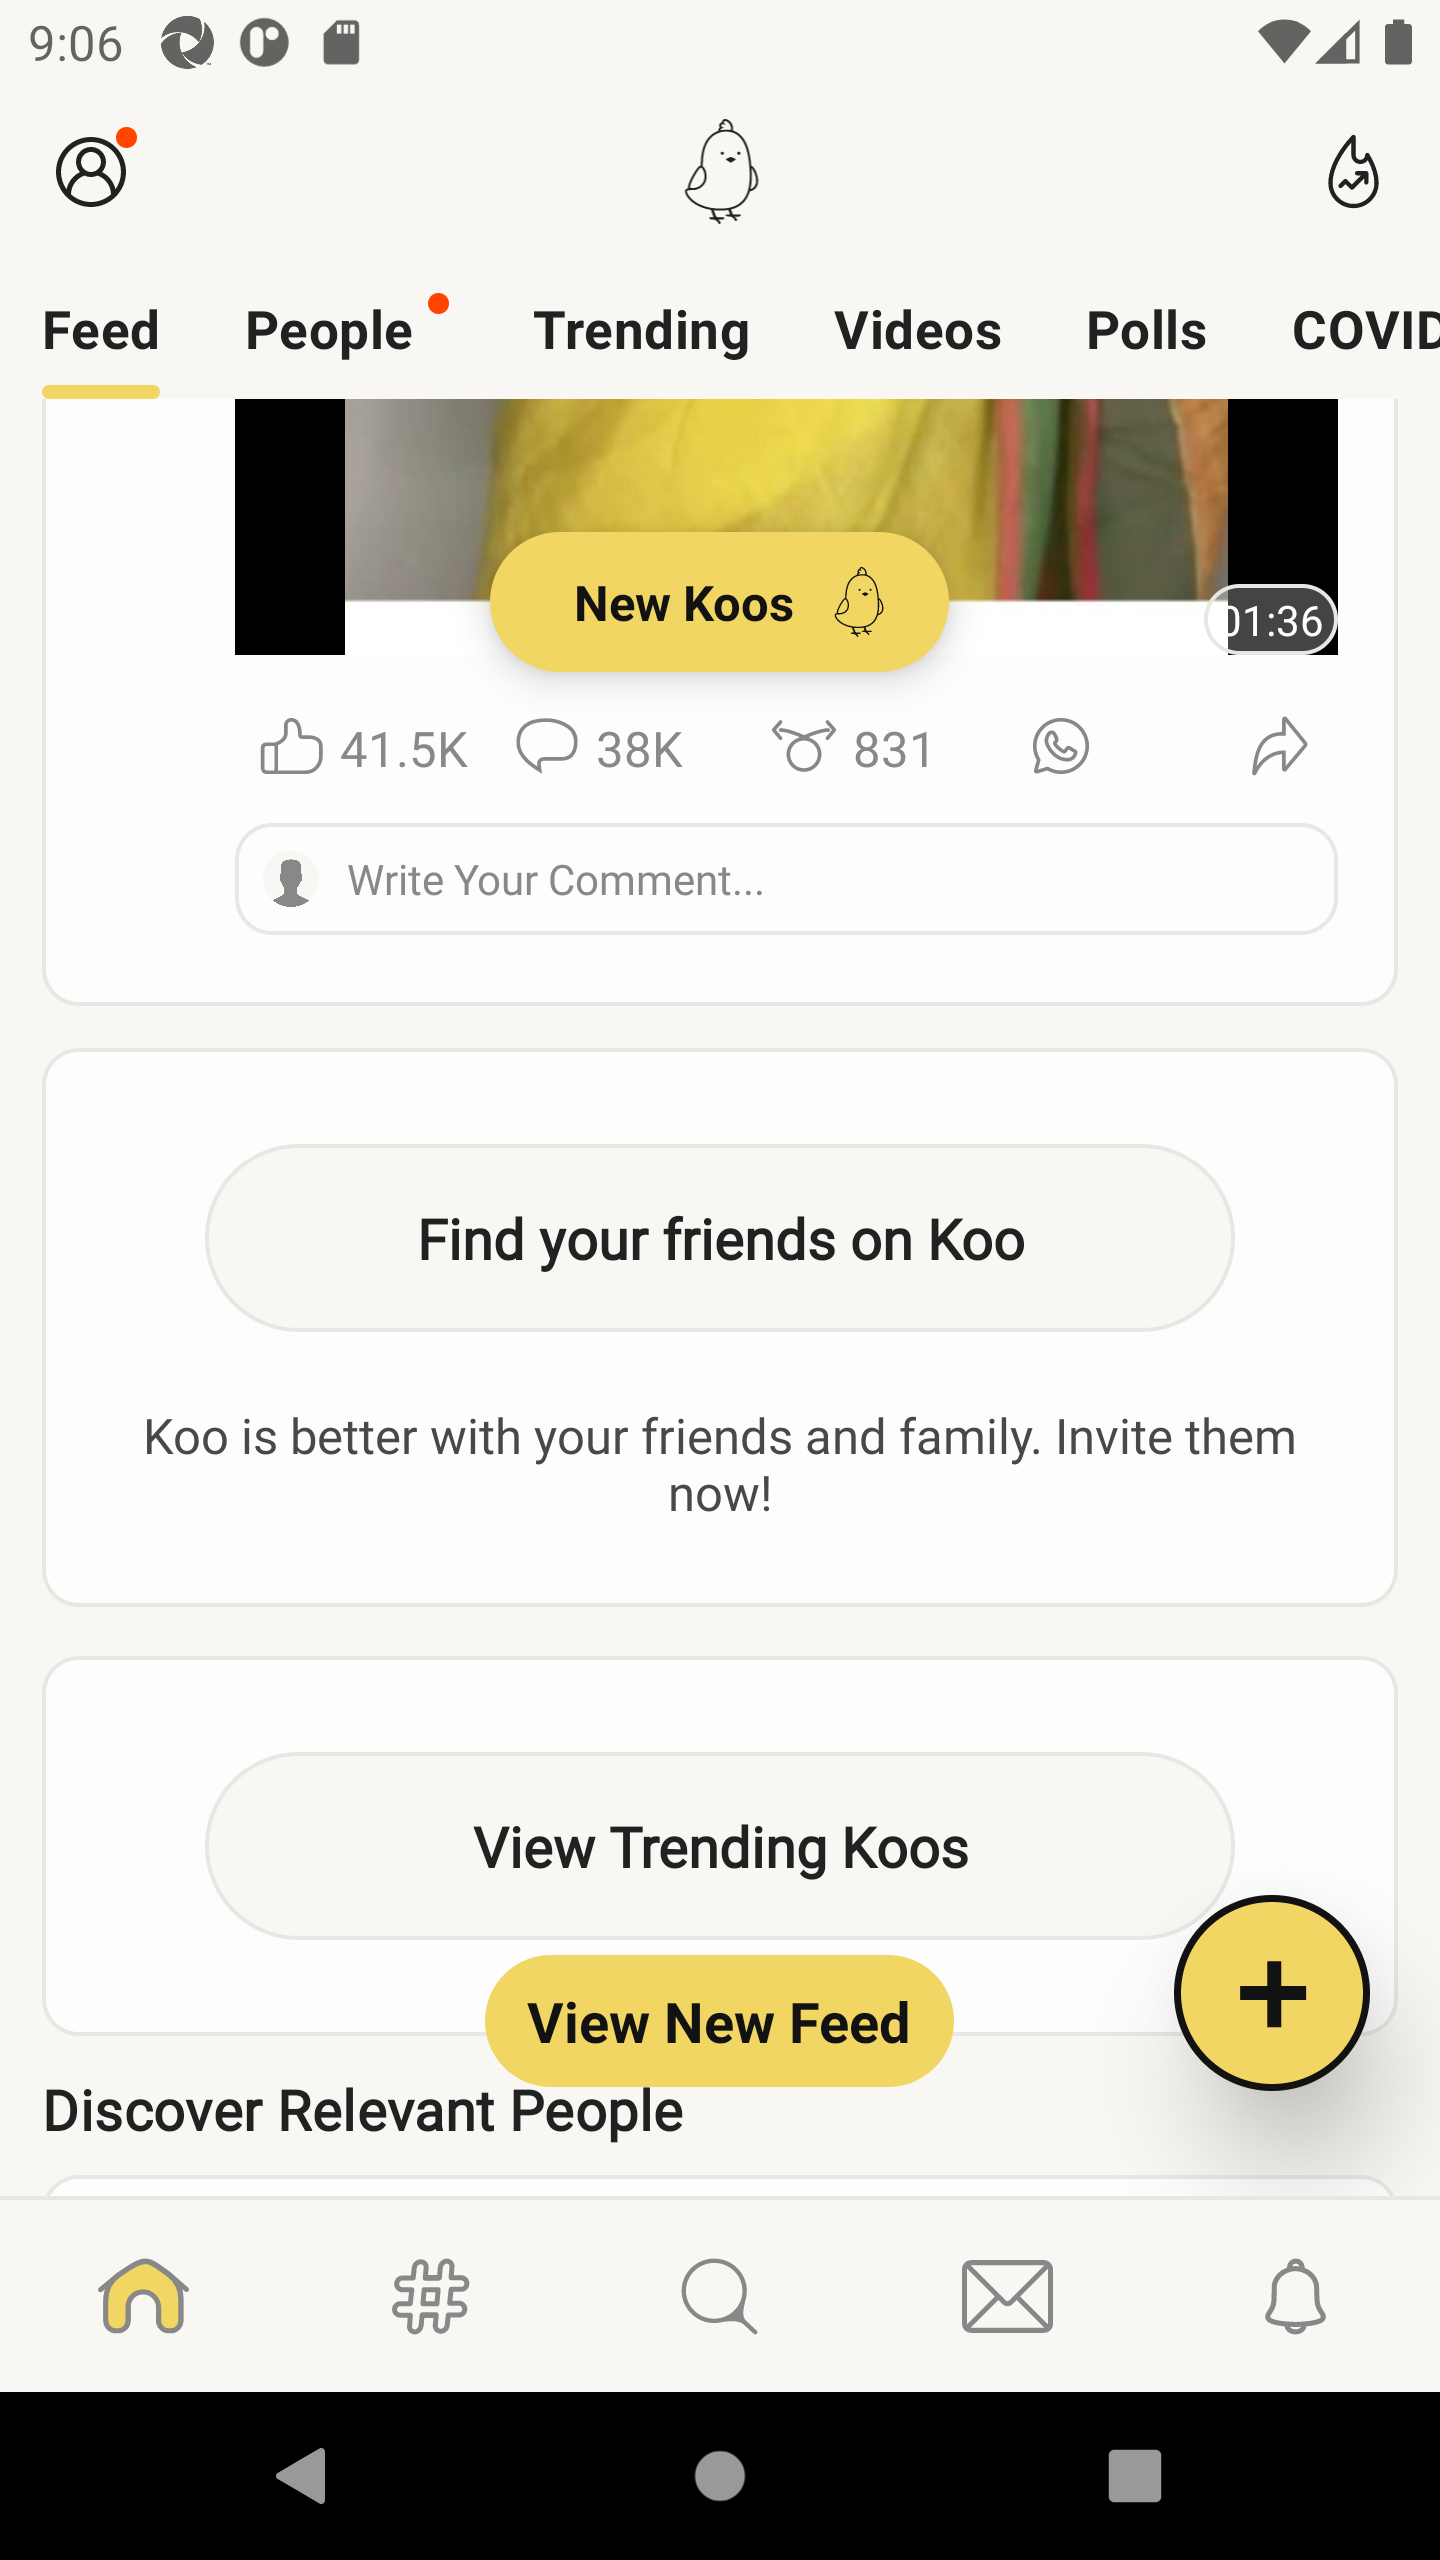 9:06
Feed People Trending Videos Polls COVID
New Koos
01:36
41.5K 38K 831
Write Your Comment...
Find your friends on Koo
Koo is better with your friends and family. Invite them
now!
View Trending Koos
View New Feed
Discover Relevant People